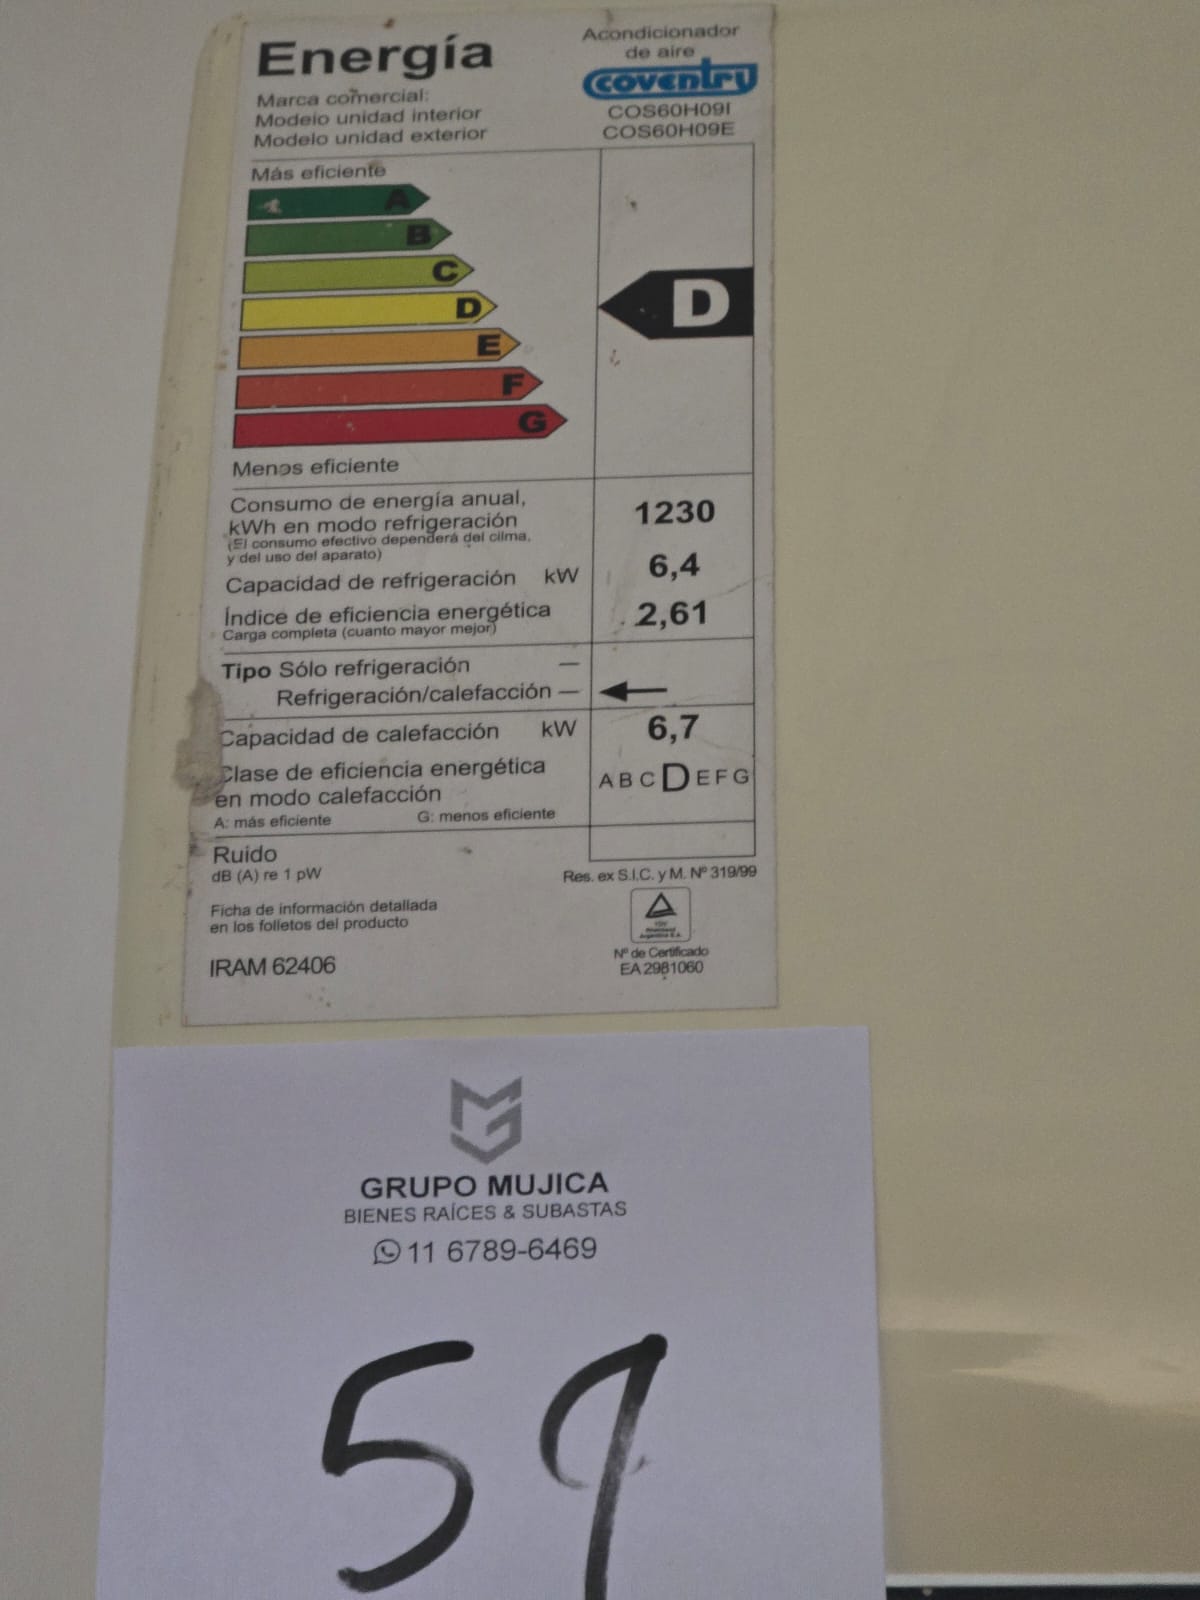 Energía
Acondicionador
de aire
Marca comercial: coventry
Modelo unidad interior COS60H09I
Modelo unidad exterior COS60H09E
Más eficiente
A
B
C
D D
E
F
G
Menos eficiente
Consumo de energía anual,
kWh en modo refrigeración 1230
(El consumo efectivo dependerá del clima,
y del uso del aparato)
Capacidad de refrigeración kW 6,4
Índice de eficiencia energética 2,61
Carga completa (cuanto mayor mejor)
Tipo Sólo refrigeración —
Refrigeración/calefacción —
Capacidad de calefacción kW 6,7
Clase de eficiencia energética
en modo calefacción A B C D E F G
A: más eficiente G: menos eficiente
Ruido
dB (A) re 1 pW
Res. ex S.I.C. y M. Nº 319/99
Ficha de información detallada
en los folletos del producto
TÜV
Rheinland
Argentina S.A.
IRAM 62406
Nº de Certificado
EA 2981060
MG
GRUPO MUJICA
BIENES RAÍCES & SUBASTAS
11 6789-6469
59